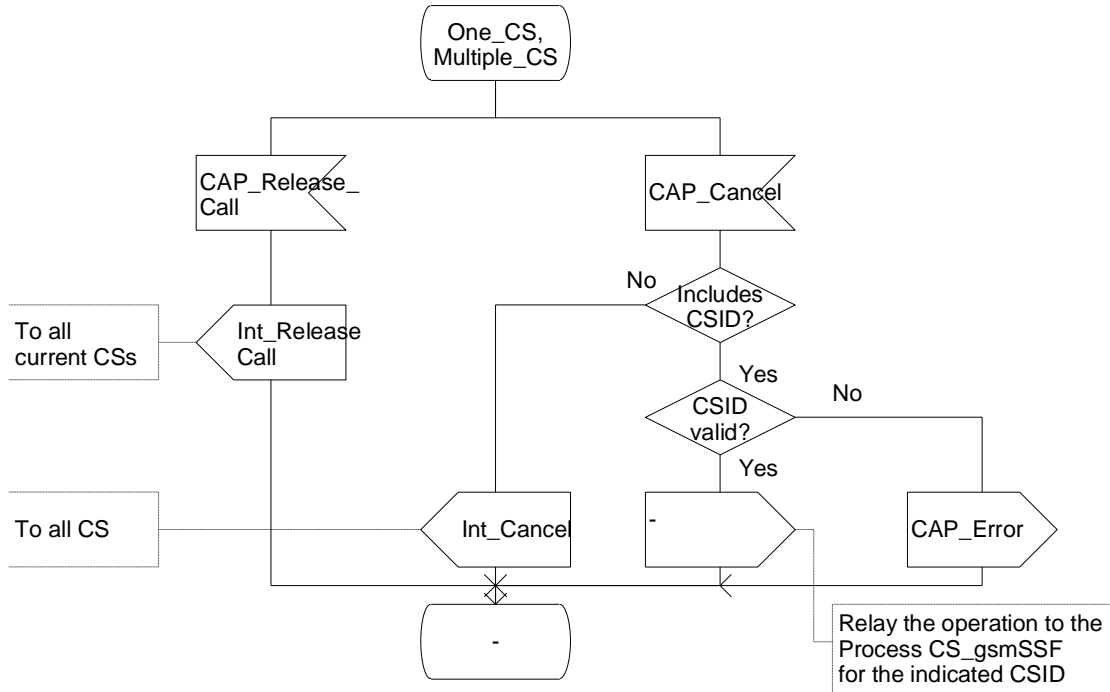 One_CS,
Multiple_CS
CAP_Release_
Call
CAP_Cancel
No
Includes
CSID?
To all
current CSs
Int_Release
Call
Yes
CSID
valid?
No
Yes
To all CS
Int_Cancel
-
CAP_Error
-
Relay the operation to the
Process CS_gsmSSF
for the indicated CSID